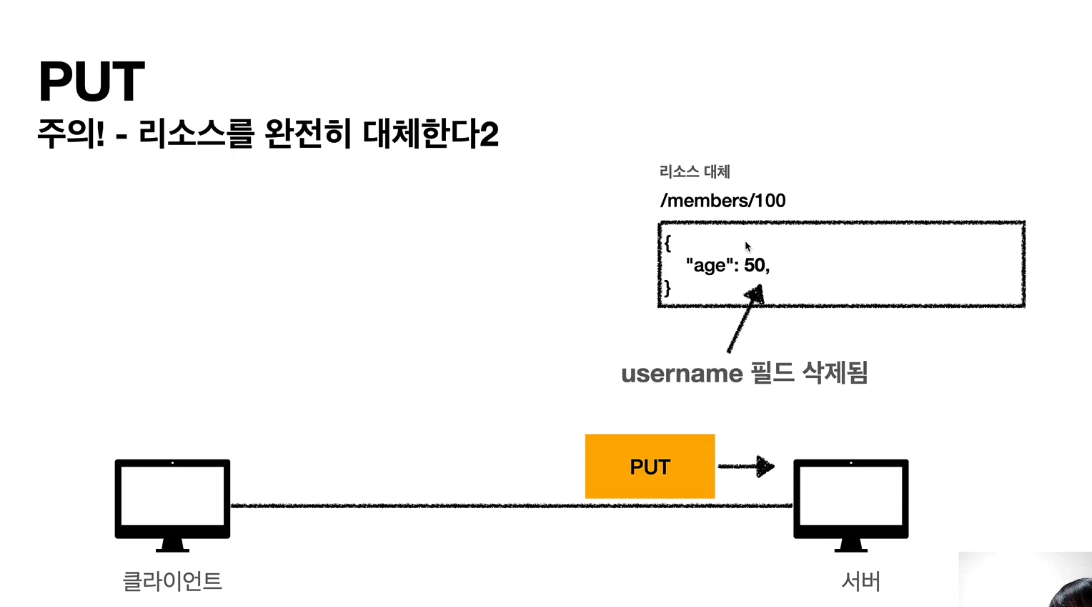 PUT
주의! - 리소스를 완전히 대체한다2
리소스 대체
/members/100
{
"age": 50,
}
username 필드 삭제됨
PUT
클라이언트
서버